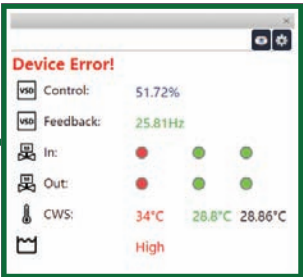 Device Error!
VSD Control: 51.72%
VSD Feedback: 25.81Hz
In:
Out:
CWS: 34°C 28.8°C 28.86°C
High